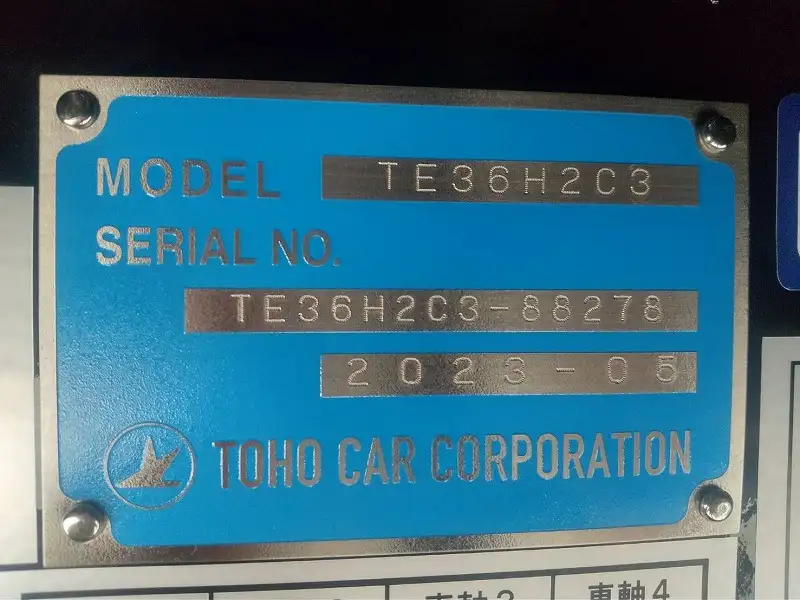 MODEL TE36H2C3
SERIAL NO.
TE36H2C3-88278
2023-05
TOHO CAR CORPORATION
車軸4